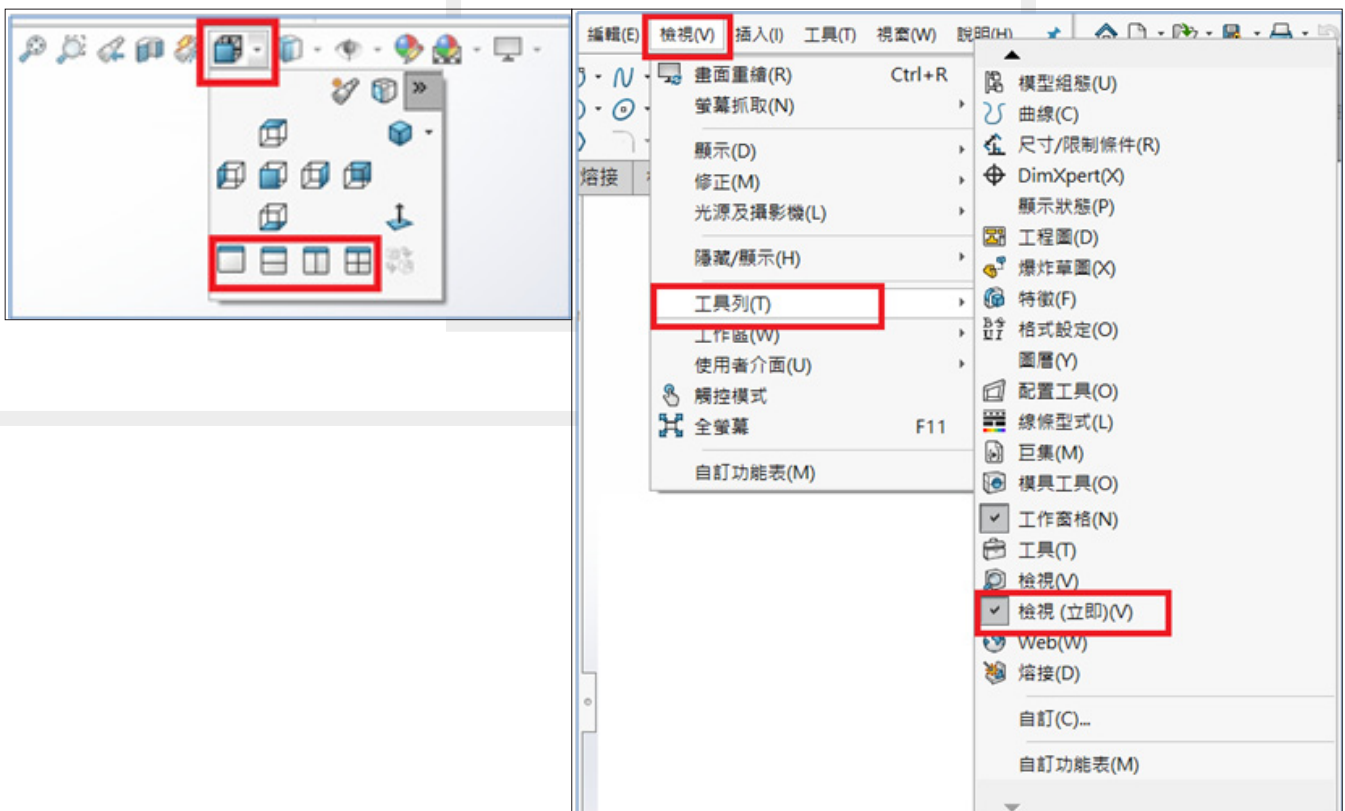 編輯(E) 檢視(V) 插入(I) 工具(T) 視窗(W) 說明(H)
畫面重繪(R) Ctrl+R
螢幕抓取(N)
顯示(D)
修正(M)
光源及攝影機(L)
隱藏/顯示(H)
工具列(T)
工作區(W)
使用者介面(U)
觸控模式
全螢幕 F11
自訂功能表(M)
熔接
模型組態(U)
曲線(C)
尺寸/限制條件(R)
DimXpert(X)
顯示狀態(P)
工程圖(D)
爆炸草圖(X)
特徵(F)
格式設定(O)
圖層(Y)
配置工具(O)
線條型式(L)
巨集(M)
模具工具(O)
工作窗格(N)
工具(T)
檢視(V)
檢視 (立即)(V)
Web(W)
熔接(D)
自訂(C)...
自訂功能表(M)